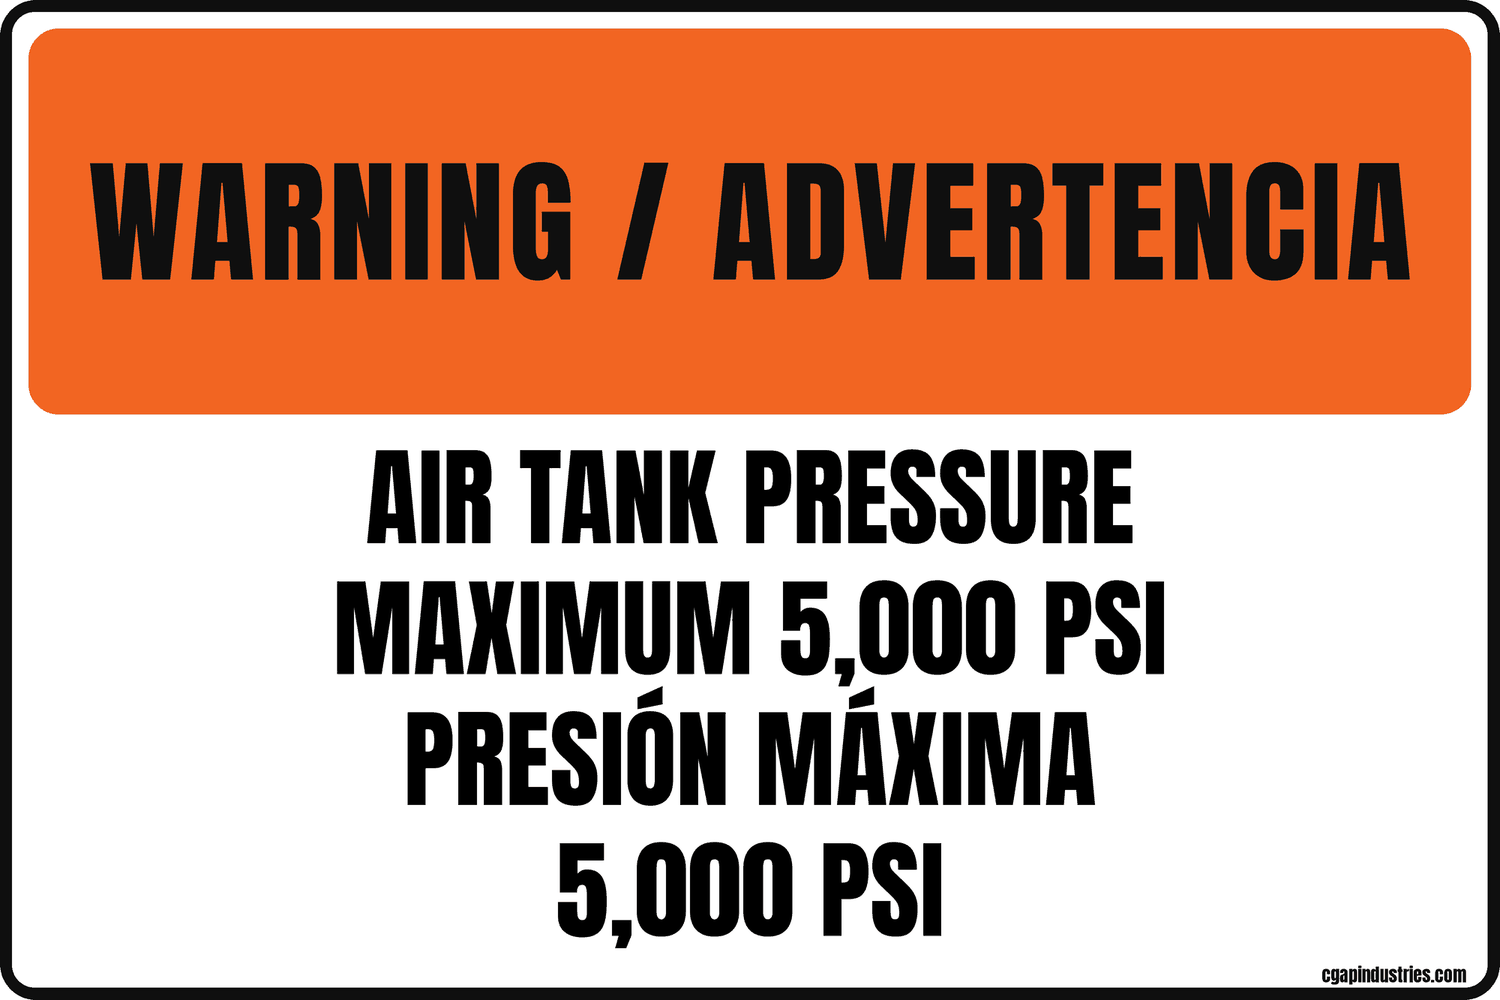 WARNING / ADVERTENCIA
AIR TANK PRESSURE
MAXIMUM 5,000 PSI
PRESIÓN MÁXIMA
5,000 PSI
cgapindustries.com